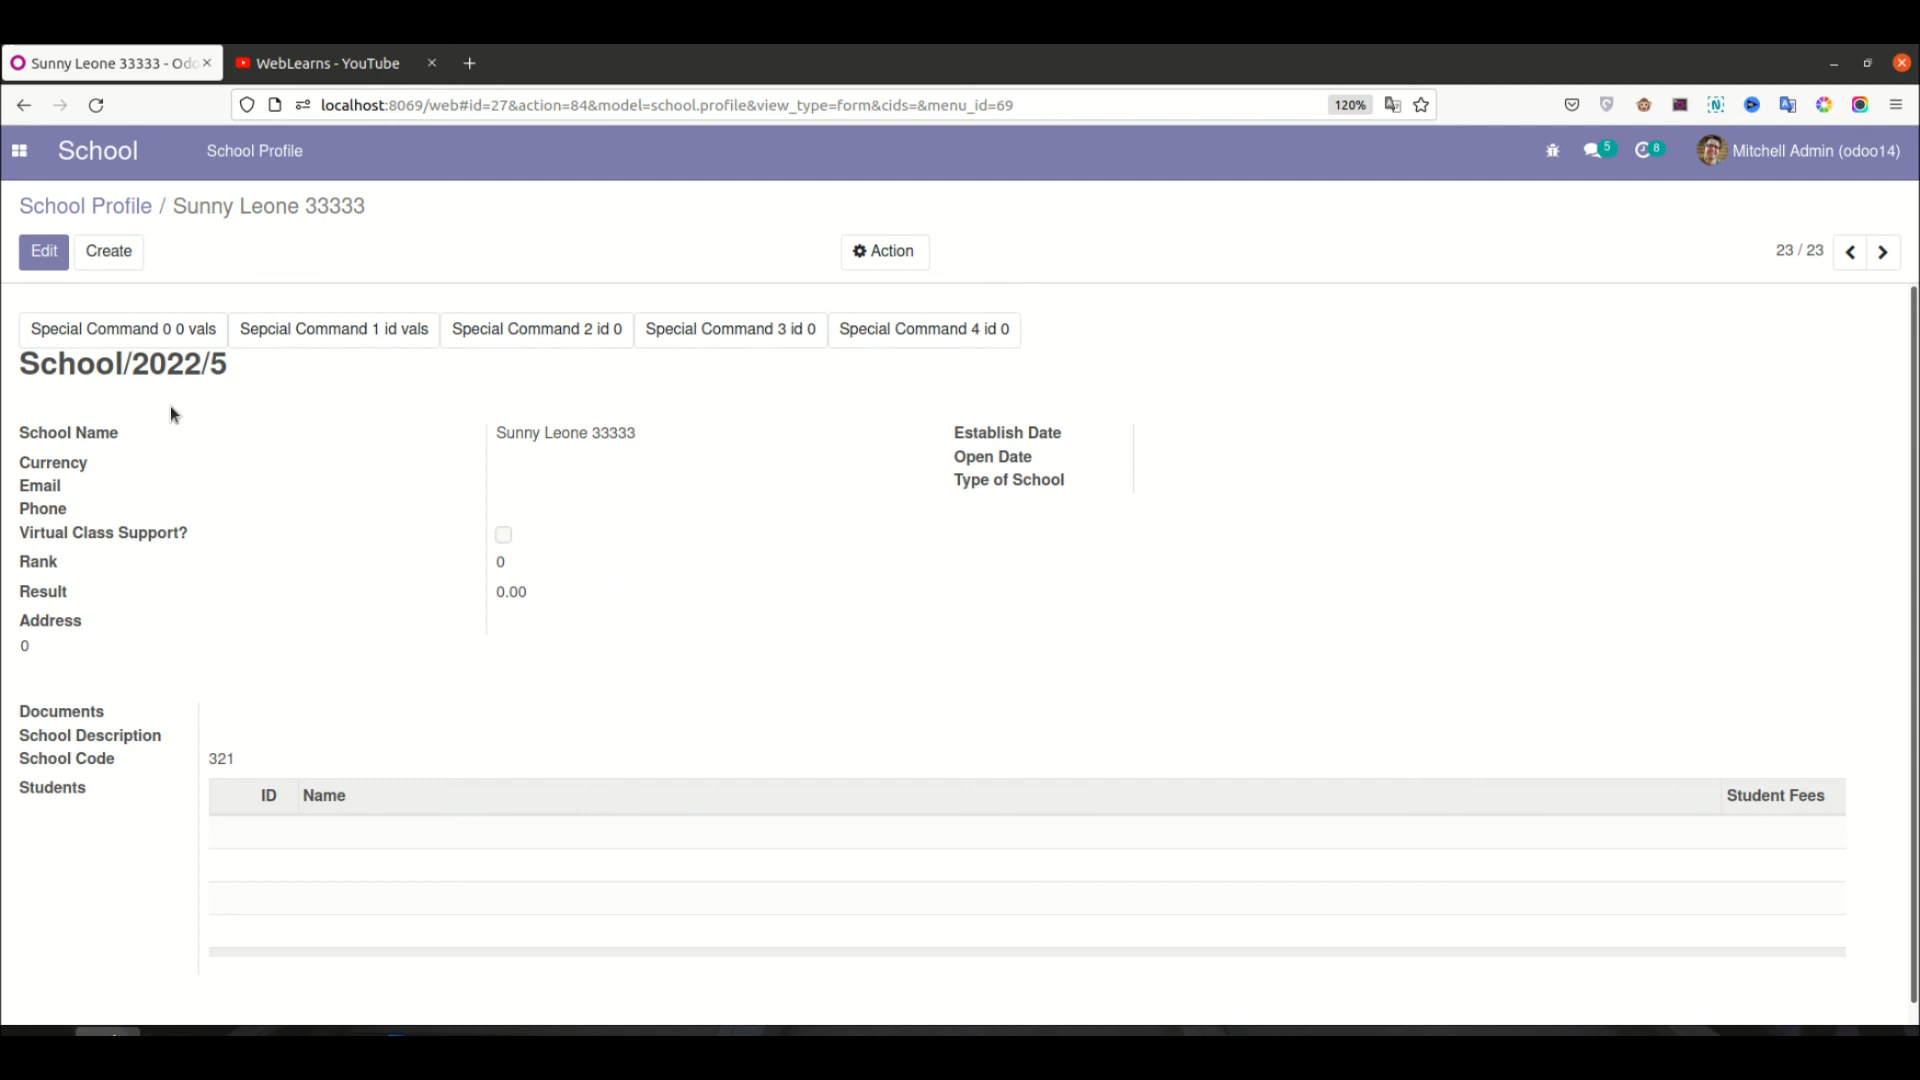 Sunny Leone 33333 - Odo
WebLearns - YouTube
localhost:8069/web#id=27&action=84&model=school.profile&view_type=form&cids=&menu_id=69
120%
School
School Profile
5
8
Mitchell Admin (odoo14)
School Profile / Sunny Leone 33333
Edit
Create
Action
23 / 23
Special Command 0 0 vals
Sepcial Command 1 id vals
Special Command 2 id 0
Special Command 3 id 0
Special Command 4 id 0
School/2022/5
School Name
Sunny Leone 33333
Currency
Email
Phone
Virtual Class Support?
Rank
0
Result
0.00
Address
0
Establish Date
Open Date
Type of School
Documents
School Description
School Code
321
Students
ID
Name
Student Fees